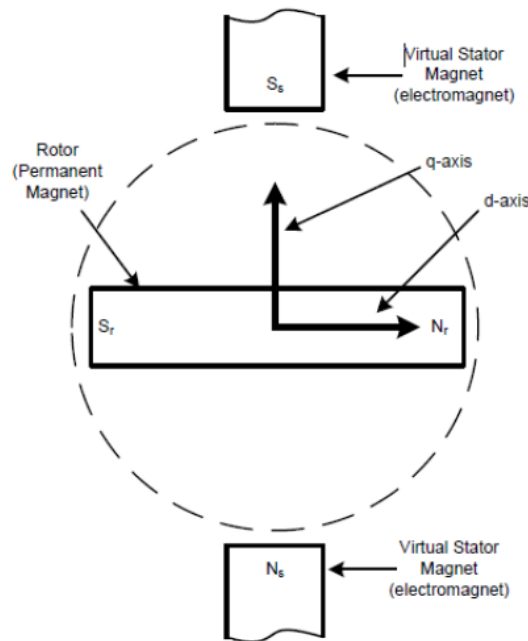 Virtual Stator
Magnet
(electromagnet)
Ss
Rotor
(Permanent
Magnet)
q-axis
d-axis
Sr
Nr
Virtual Stator
Magnet
(electromagnet)
Ns